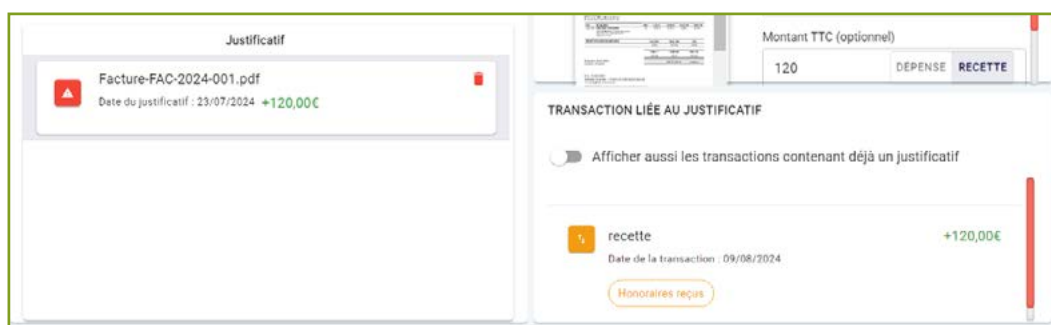 Justificatif
Facture-FAC-2024-001.pdf
Date du justificatif : 23/07/2024 +120,00€
Montant TTC (optionnel)
120 DÉPENSE RECETTE
TRANSACTION LIÉE AU JUSTIFICATIF
Afficher aussi les transactions contenant déjà un justificatif
recette +120,00€
Date de la transaction : 09/08/2024
Honoraires reçus